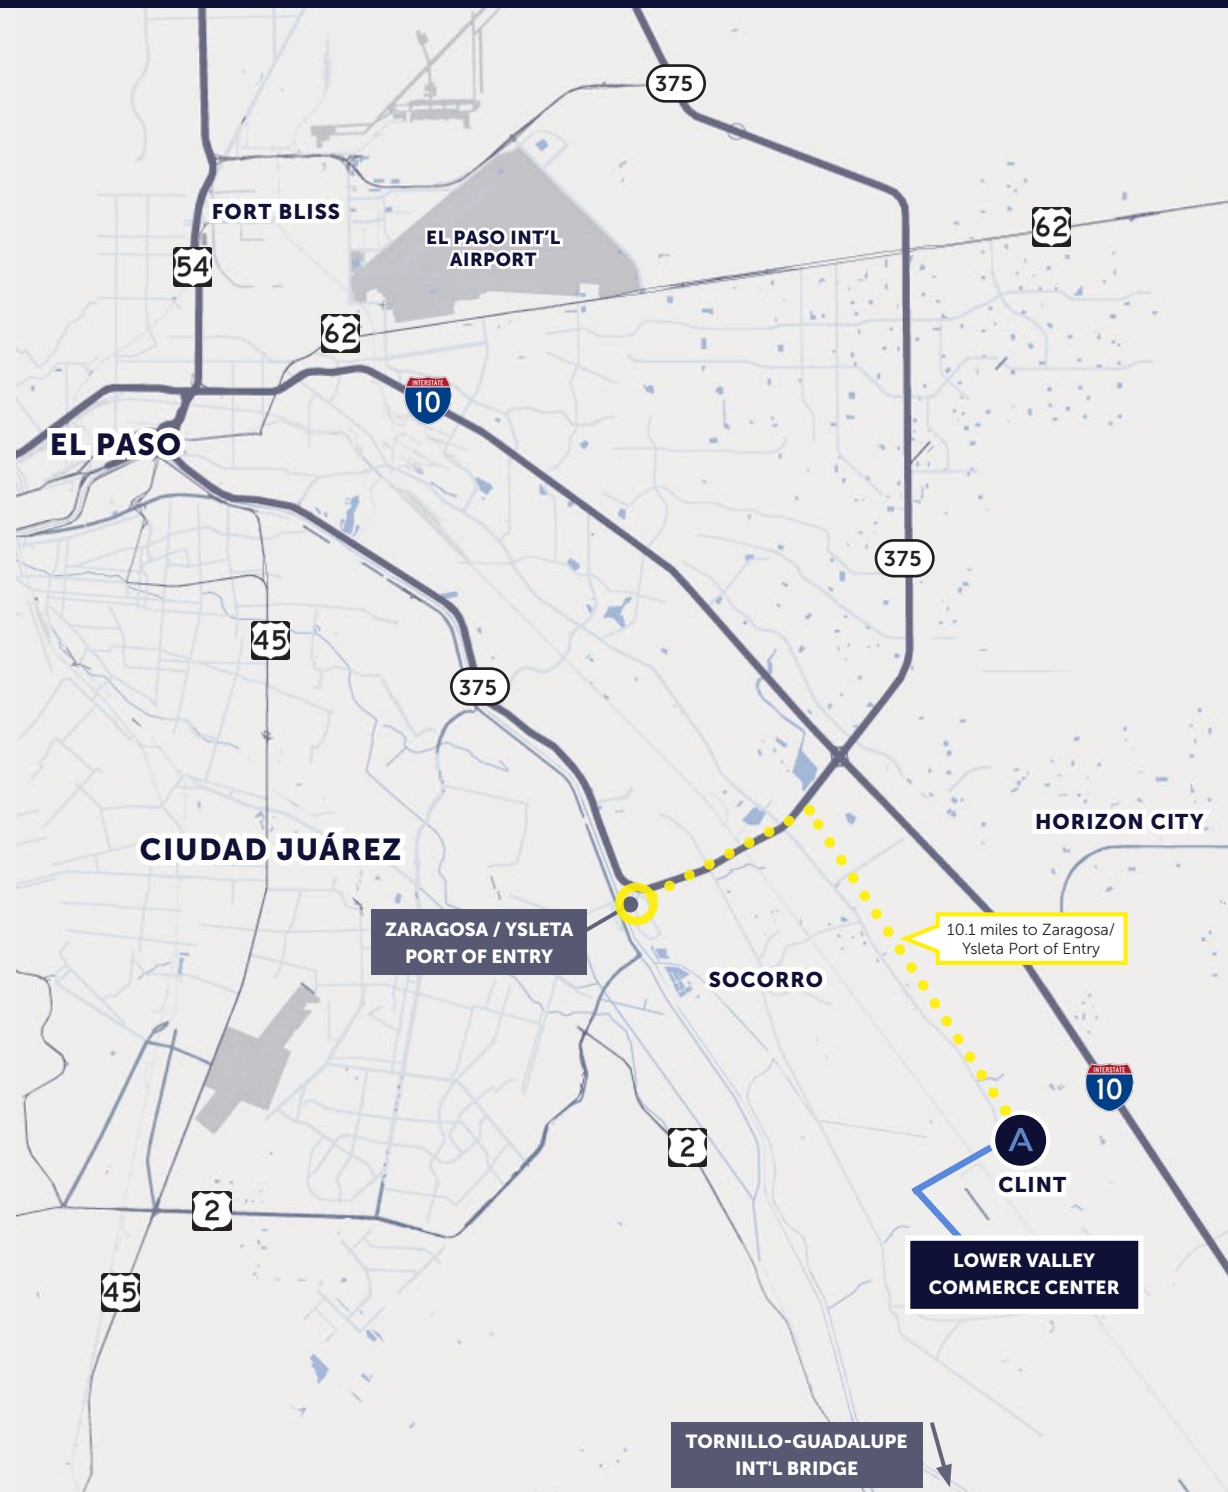 375
62
FORT BLISS
EL PASO INT'L
AIRPORT
54
62
INTERSTATE
10
EL PASO
375
45
375
HORIZON CITY
CIUDAD JUÁREZ
ZARAGOSA / YSLETA
PORT OF ENTRY
10.1 miles to Zaragosa/
Ysleta Port of Entry
SOCORRO
INTERSTATE
10
2
A
CLINT
2
LOWER VALLEY
COMMERCE CENTER
45
TORNILLO-GUADALUPE
INT'L BRIDGE